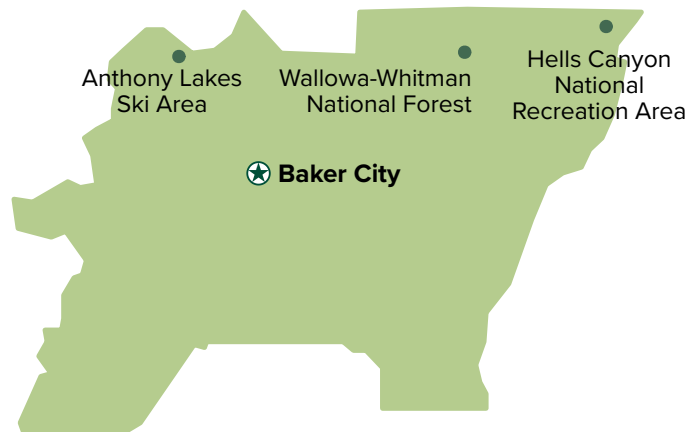 Anthony Lakes
Ski Area
Wallowa-Whitman
National Forest
Hells Canyon
National
Recreation Area
Baker City